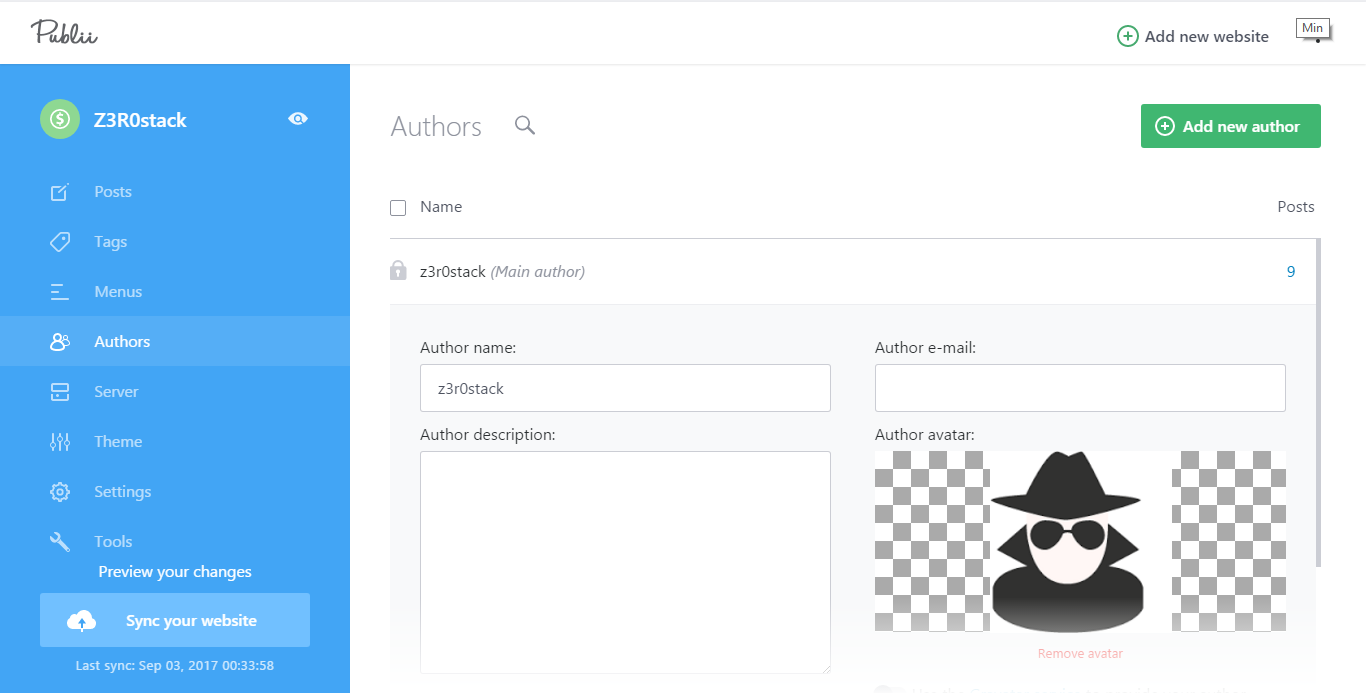 Publii
Add new website
Min
Z3R0stack
Authors
Add new author
Posts
Tags
Menus
Authors
Server
Theme
Settings
Tools
Preview your changes
Sync your website
Last sync: Sep 03, 2017 00:33:58
Name
Posts
z3r0stack (Main author)
9
Author name:
Author e-mail:
z3r0stack
Author description:
Author avatar:
Remove avatar